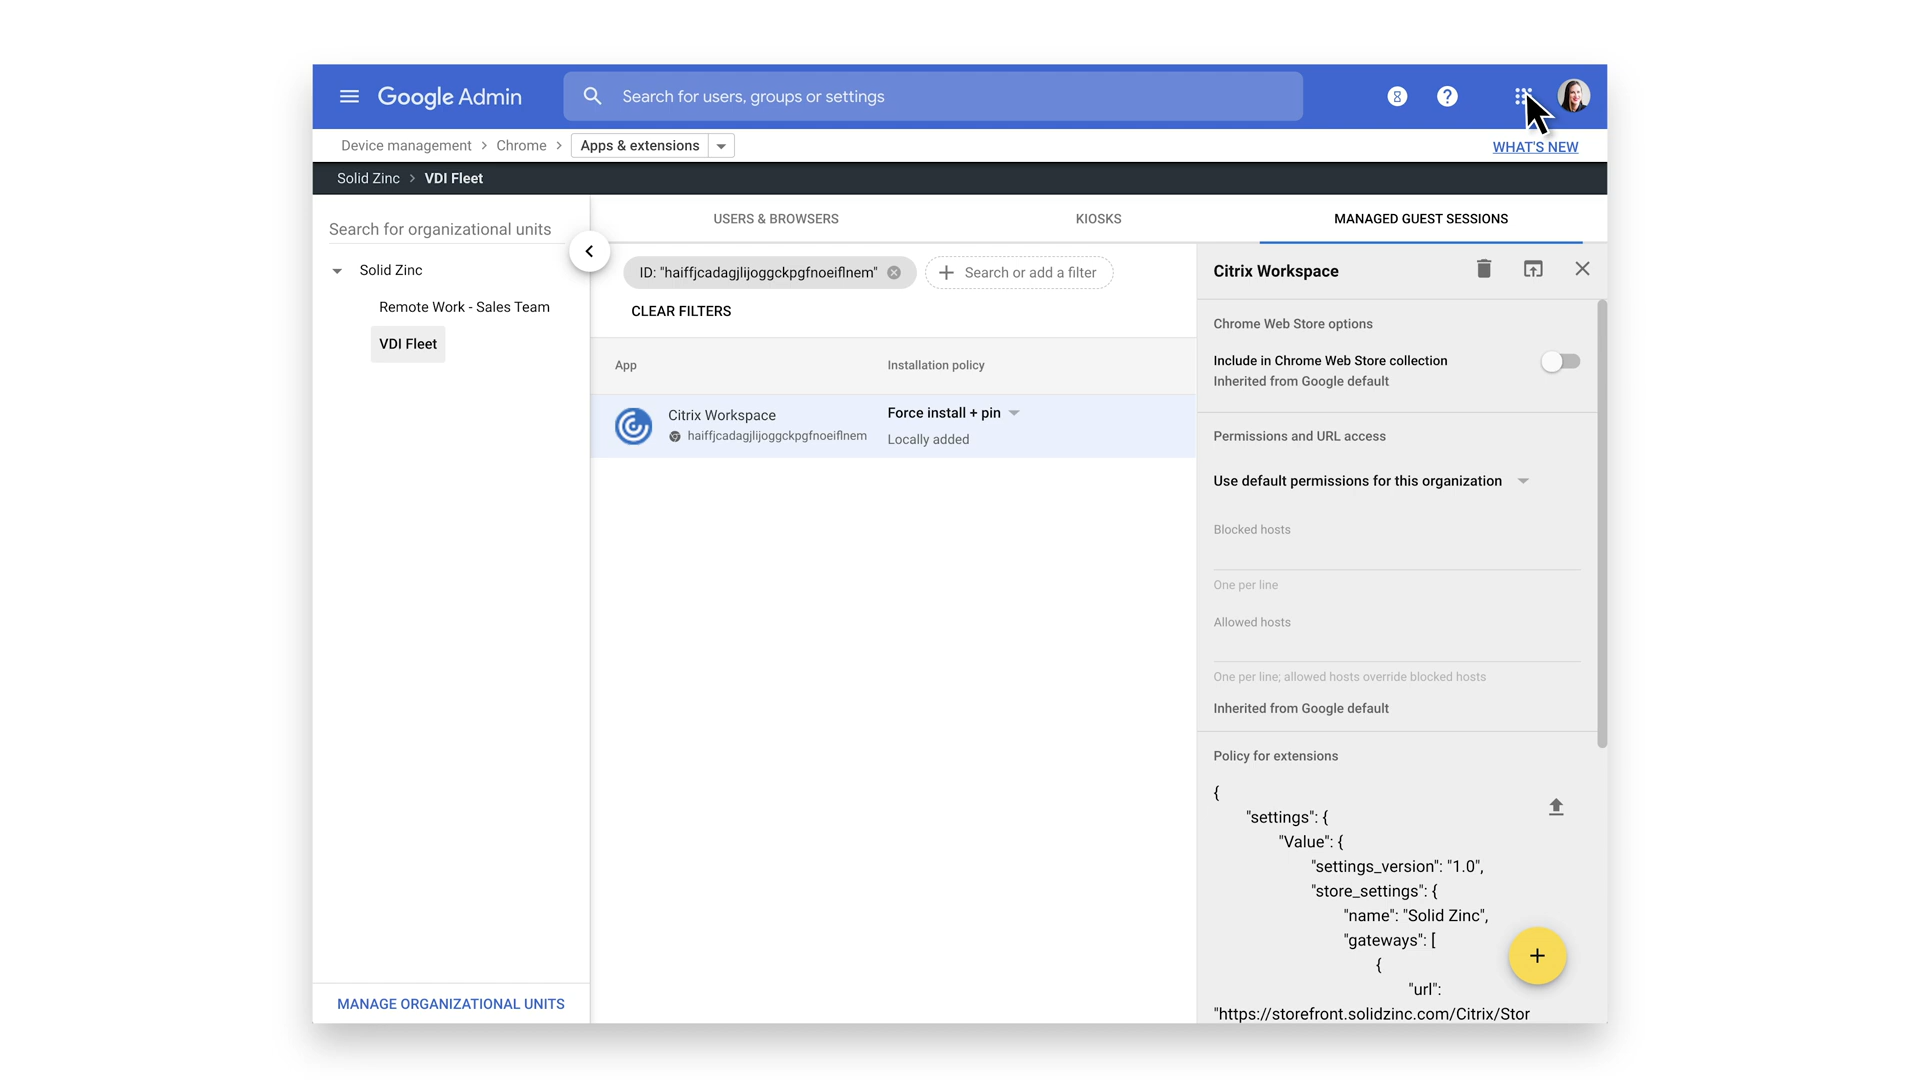 Google Admin
Search for users, groups or settings
Device management > Chrome > Apps & extensions
WHAT'S NEW
Solid Zinc > VDI Fleet
Search for organizational units
Solid Zinc
Remote Work - Sales Team
VDI Fleet
MANAGE ORGANIZATIONAL UNITS
USERS & BROWSERS
KIOSKS
MANAGED GUEST SESSIONS
ID: "haiffjcadagjlijoggckpgfnoeiflnem"
Search or add a filter
CLEAR FILTERS
App
Installation policy
Citrix Workspace
haiffjcadagjlijoggckpgfnoeiflnem
Force install + pin
Locally added
Citrix Workspace
Chrome Web Store options
Include in Chrome Web Store collection
Inherited from Google default
Permissions and URL access
Use default permissions for this organization
Blocked hosts
One per line
Allowed hosts
One per line; allowed hosts override blocked hosts
Inherited from Google default
Policy for extensions
{
"settings": {
"Value": {
"settings_version": "1.0",
"store_settings": {
"name": "Solid Zinc",
"gateways": [
{
"url":
"https://storefront.solidzinc.com/Citrix/Stor